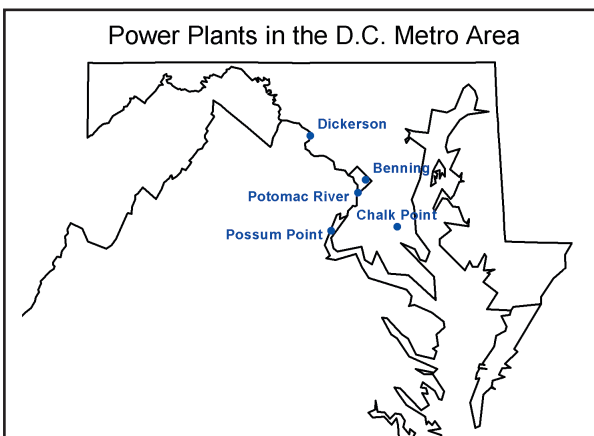 Power Plants in the D.C. Metro Area
Dickerson
Benning
Potomac River
Chalk Point
Possum Point